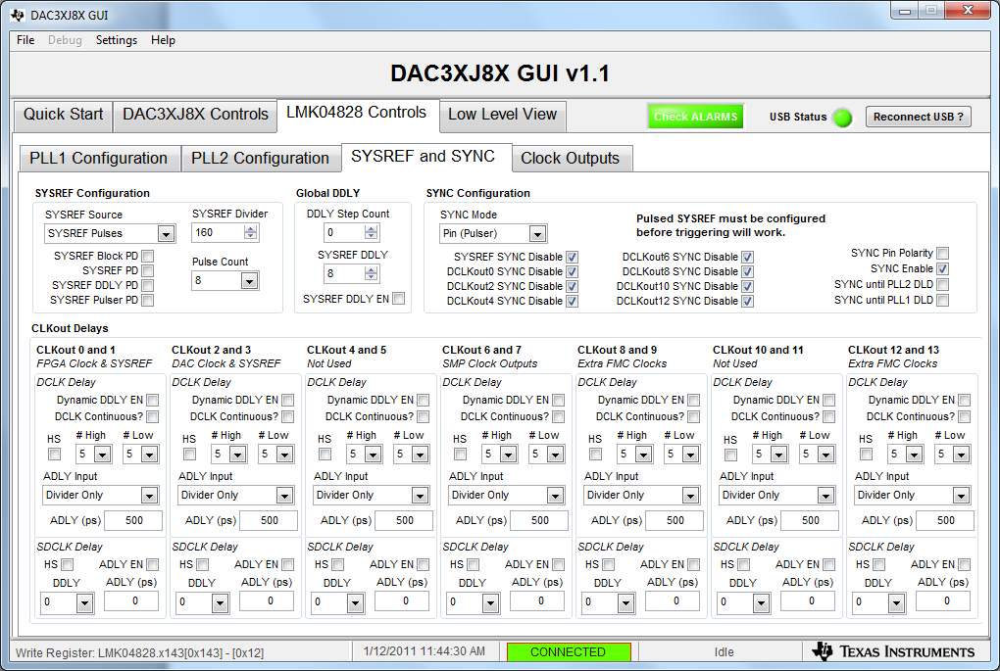 DAC3XJ8X GUI
File Debug Settings Help
DAC3XJ8X GUI v1.1
Quick Start DAC3XJ8X Controls LMK04828 Controls Low Level View Check ALARMS USB Status Reconnect USB ?
PLL1 Configuration PLL2 Configuration SYSREF and SYNC Clock Outputs
SYSREF Configuration Global DDLY SYNC Configuration
SYSREF Source SYSREF Divider DDLY Step Count SYNC Mode Pulsed SYSREF must be configured
SYSREF Pulses 160 0 Pin (Pulser) before triggering will work.
SYSREF Block PD Pulse Count SYSREF DDLY SYSREF SYNC Disable DCLKout6 SYNC Disable SYNC Pin Polarity
SYSREF PD 8 8 DCLKout0 SYNC Disable DCLKout8 SYNC Disable SYNC Enable
SYSREF DDLY PD DCLKout2 SYNC Disable DCLKout10 SYNC Disable SYNC until PLL2 DLD
SYSREF Pulser PD SYSREF DDLY EN DCLKout4 SYNC Disable DCLKout12 SYNC Disable SYNC until PLL1 DLD
CLKout Delays
CLKout 0 and 1 CLKout 2 and 3 CLKout 4 and 5 CLKout 6 and 7 CLKout 8 and 9 CLKout 10 and 11 CLKout 12 and 13
FPGA Clock & SYSREF DAC Clock & SYSREF Not Used SMP Clock Outputs Extra FMC Clocks Not Used Extra FMC Clocks
DCLK Delay DCLK Delay DCLK Delay DCLK Delay DCLK Delay DCLK Delay DCLK Delay
Dynamic DDLY EN Dynamic DDLY EN Dynamic DDLY EN Dynamic DDLY EN Dynamic DDLY EN Dynamic DDLY EN Dynamic DDLY EN
DCLK Continuous? DCLK Continuous? DCLK Continuous? DCLK Continuous? DCLK Continuous? DCLK Continuous? DCLK Continuous?
HS # High # Low HS # High # Low HS # High # Low HS # High # Low HS # High # Low HS # High # Low HS # High # Low
5 5 5 5 5 5 5 5 5 5 5 5 5 5
ADLY Input ADLY Input ADLY Input ADLY Input ADLY Input ADLY Input ADLY Input
Divider Only Divider Only Divider Only Divider Only Divider Only Divider Only Divider Only
ADLY (ps) 500 ADLY (ps) 500 ADLY (ps) 500 ADLY (ps) 500 ADLY (ps) 500 ADLY (ps) 500 ADLY (ps) 500
SDCLK Delay SDCLK Delay SDCLK Delay SDCLK Delay SDCLK Delay SDCLK Delay SDCLK Delay
HS ADLY EN HS ADLY EN HS ADLY EN HS ADLY EN HS ADLY EN HS ADLY EN HS ADLY EN
DDLY ADLY (ps) DDLY ADLY (ps) DDLY ADLY (ps) DDLY ADLY (ps) DDLY ADLY (ps) DDLY ADLY (ps) DDLY ADLY (ps)
0 0 0 0 0 0 0 0 0 0 0 0 0 0
Write Register: LMK04828.x143[0x143] - [0x12] 1/12/2011 11:44:30 AM CONNECTED Idle TEXAS INSTRUMENTS